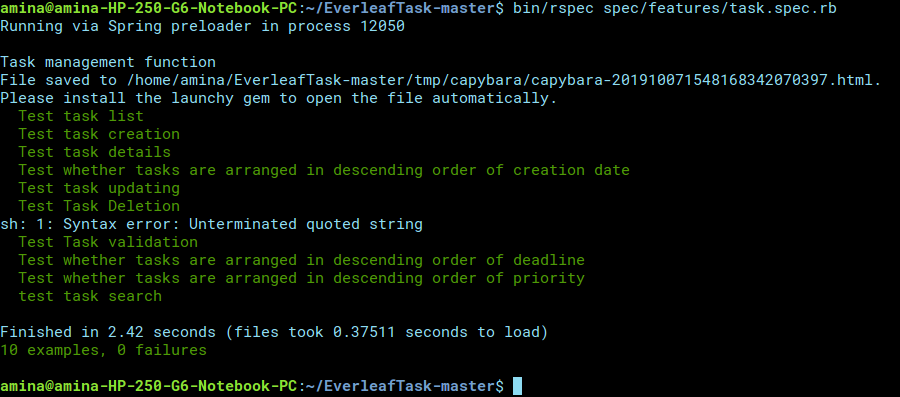 amina@amina-HP-250-G6-Notebook-PC:~/EverleafTask-master$ bin/rspec spec/features/task.spec.rb
Running via Spring preloader in process 12050
Task management function
File saved to /home/amina/EverleafTask-master/tmp/capybara/capybara-201910071548168342070397.html.
Please install the launchy gem to open the file automatically.
Test task list
Test task creation
Test task details
Test whether tasks are arranged in descending order of creation date
Test task updating
Test Task Deletion
sh: 1: Syntax error: Unterminated quoted string
Test Task validation
Test whether tasks are arranged in descending order of deadline
Test whether tasks are arranged in descending order of priority
test task search
Finished in 2.42 seconds (files took 0.37511 seconds to load)
10 examples, 0 failures
amina@amina-HP-250-G6-Notebook-PC:~/EverleafTask-master$